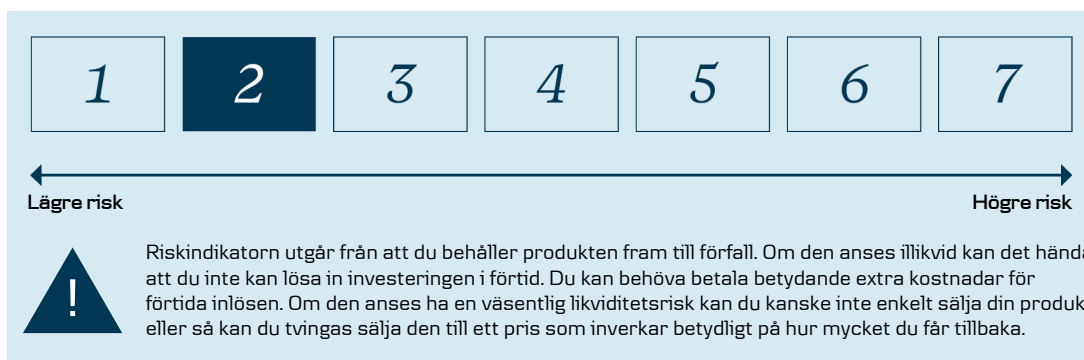 1 2 3 4 5 6 7
Lägre risk Högre risk
Riskindikatorn utgår från att du behåller produkten fram till förfall. Om den anses illikvid kan det hända
att du inte kan lösa in investeringen i förtid. Du kan behöva betala betydande extra kostnadar för
förtida inlösen. Om den anses ha en väsentlig likviditetsrisk kan du kanske inte enkelt sälja din produk
eller så kan du tvingas sälja den till ett pris som inverkar betydligt på hur mycket du får tillbaka.
!